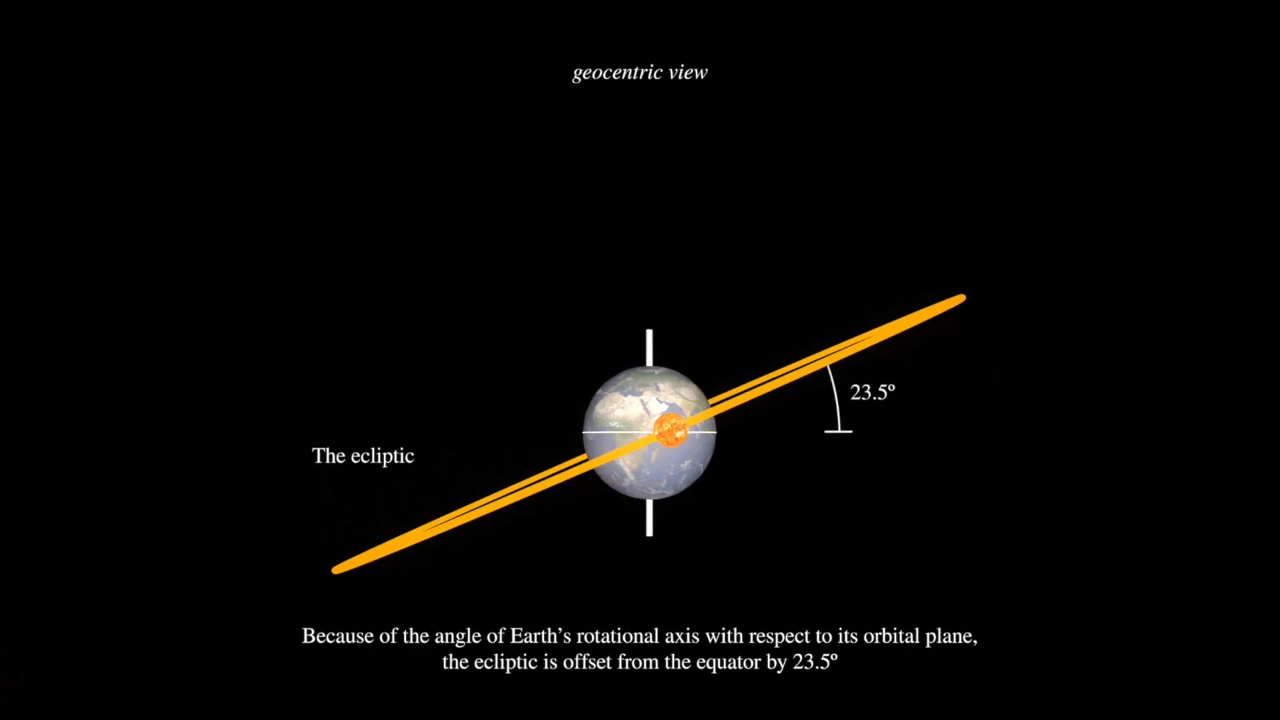 geocentric view
23.5º
The ecliptic
Because of the angle of Earth’s rotational axis with respect to its orbital plane,
the ecliptic is offset from the equator by 23.5º